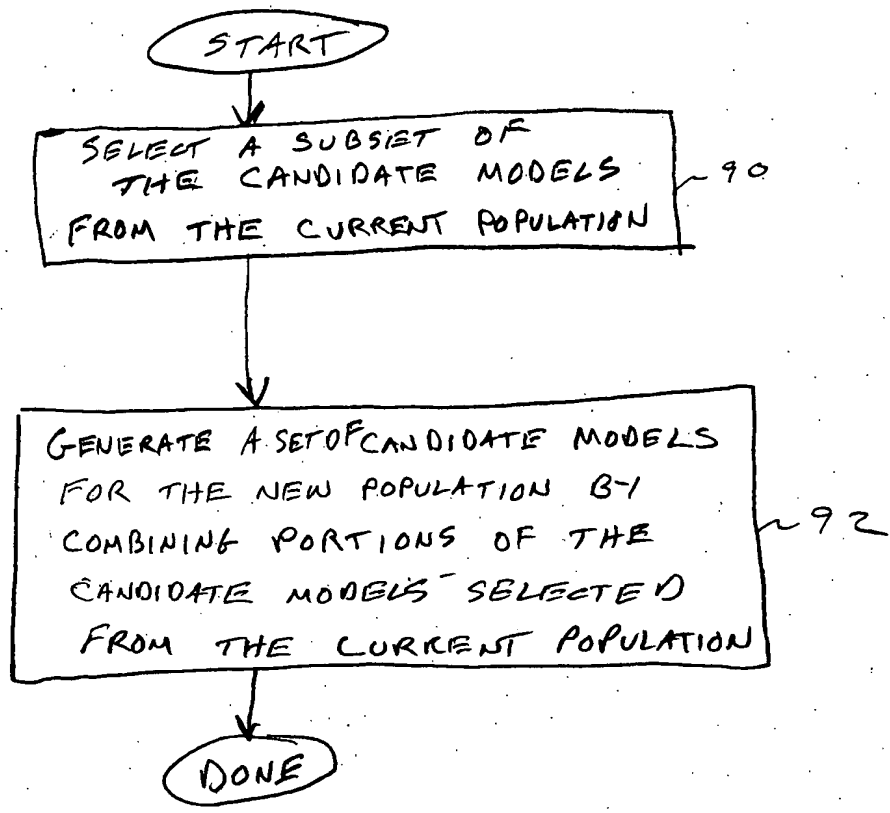 START
SELECT A SUBSET OF
THE CANDIDATE MODELS
FROM THE CURRENT POPULATION
90
GENERATE A SET OF CANDIDATE MODELS
FOR THE NEW POPULATION BY
COMBINING PORTIONS OF THE
CANDIDATE MODELS SELECTED
FROM THE CURRENT POPULATION
92
DONE